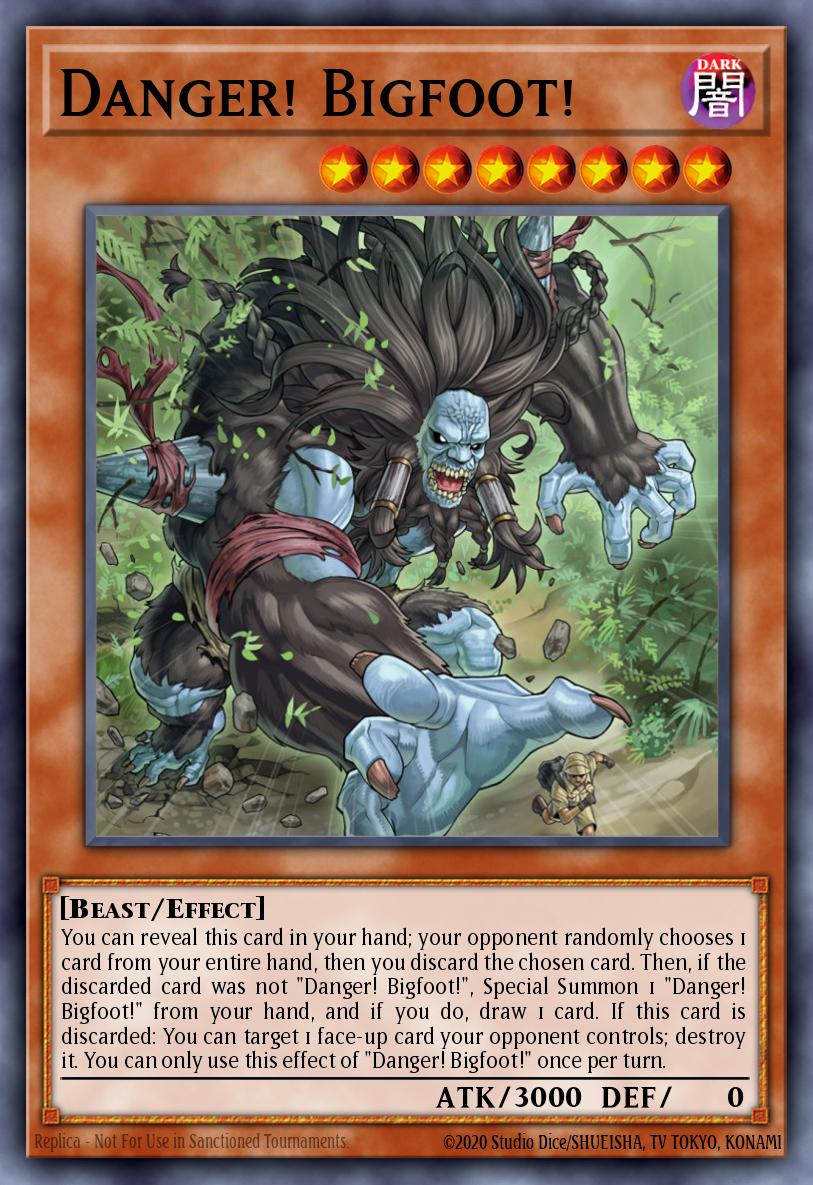 Danger! Bigfoot!
DARK
闇
[Beast/Effect]
You can reveal this card in your hand; your opponent randomly chooses 1
card from your entire hand, then you discard the chosen card. Then, if the
discarded card was not "Danger! Bigfoot!", Special Summon 1 "Danger!
Bigfoot!" from your hand, and if you do, draw 1 card. If this card is
discarded: You can target 1 face-up card your opponent controls; destroy
it. You can only use this effect of "Danger! Bigfoot!" once per turn.
ATK/3000 DEF/ 0
Replica - Not For Use in Sanctioned Tournaments.
©2020 Studio Dice/SHUEISHA, TV TOKYO, KONAMI